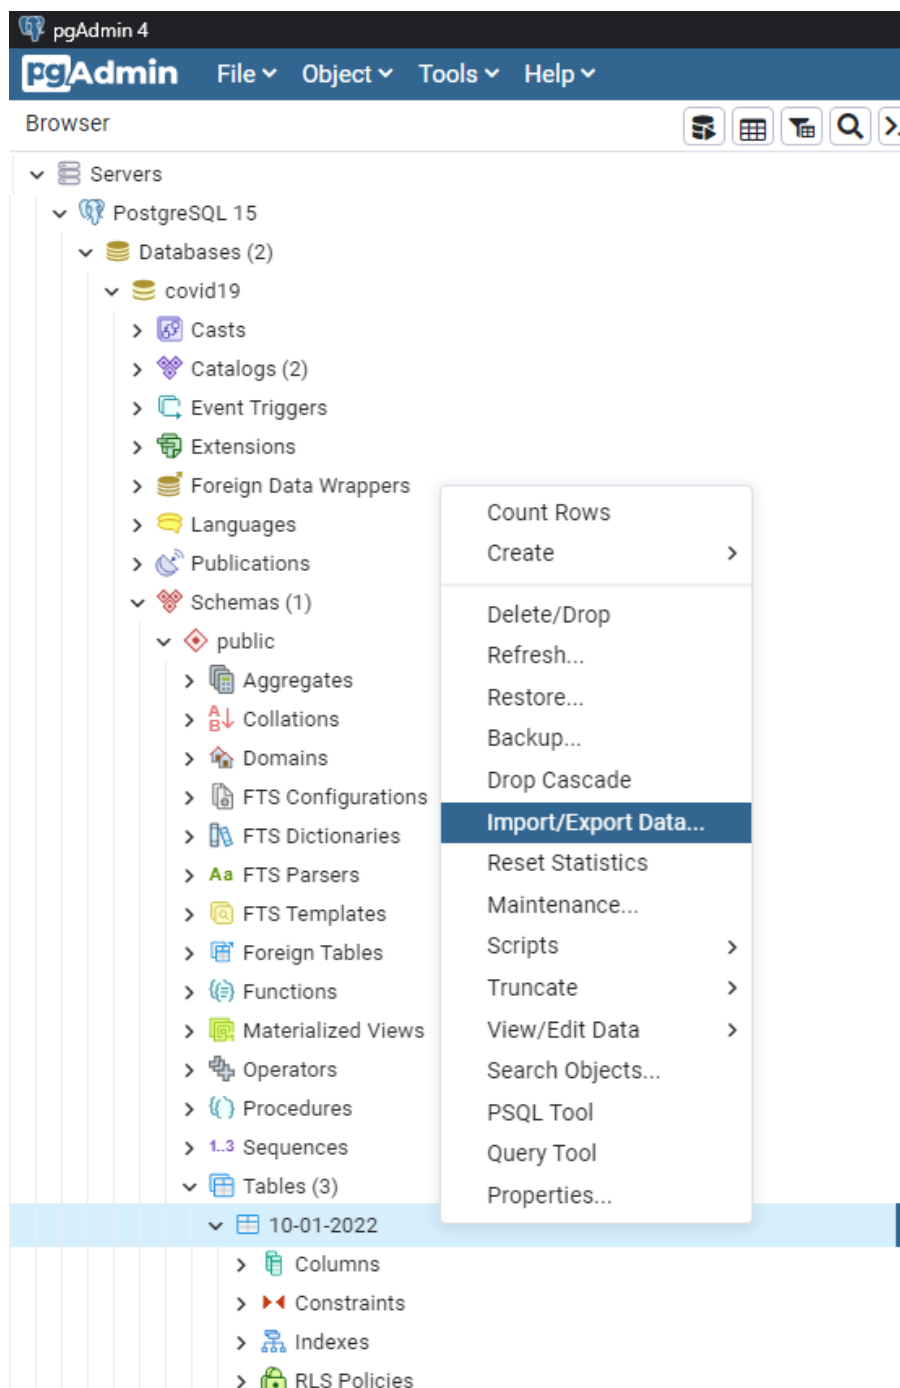 pgAdmin 4
pgAdmin File Object Tools Help
Browser
Servers
PostgreSQL 15
Databases (2)
covid19
Casts
Catalogs (2)
Event Triggers
Extensions
Foreign Data Wrappers
Languages
Publications
Schemas (1)
public
Aggregates
A
B Collations
Domains
FTS Configurations
FTS Dictionaries
Aa FTS Parsers
FTS Templates
Foreign Tables
Functions
Materialized Views
Operators
Procedures
1..3 Sequences
Tables (3)
10-01-2022
Columns
Constraints
Indexes
RLS Policies
Count Rows
Create
Delete/Drop
Refresh...
Restore...
Backup...
Drop Cascade
Import/Export Data...
Reset Statistics
Maintenance...
Scripts
Truncate
View/Edit Data
Search Objects...
PSQL Tool
Query Tool
Properties...